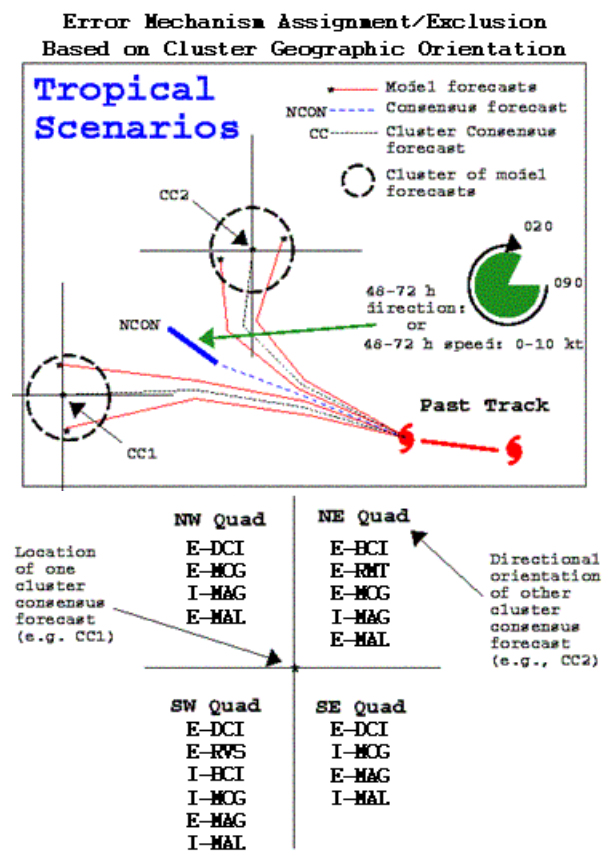 Error Mechanism Assignment/Exclusion
Based on Cluster Geographic Orientation
Tropical
Scenarios
Model forecasts
NCON
Consensus forecast
CC
Cluster Consensus
forecast
Cluster of model
forecasts
CC2
020
090
48-72 h
direction:
or
48-72 h speed: 0-10 kt
NCON
Past Track
CC1
NW Quad
E-DCI
E-MOG
I-MAG
E-MAL
NE Quad
E-BCI
E-RMT
E-MOG
I-MAG
E-MAL
Location
of one
cluster
consensus
forecast
(e.g. CC1)
Directional
orientation
of other
cluster
consensus
forecast
(e.g., CC2)
SW Quad
E-DCI
E-RVS
I-BCI
I-MOG
E-MAG
I-MAL
SE Quad
E-DCI
I-MOG
E-MAG
I-MAL